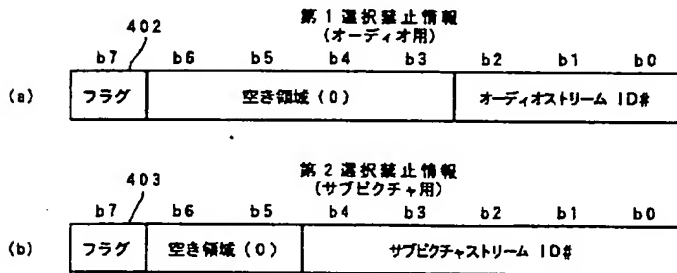 第1選択禁止情報
(オーディオ用)
402
b7 b6 b5 b4 b3 b2 b1 b0
(a) フラグ 空き領域(0) オーディオストリーム ID#
第2選択禁止情報
(サブピクチャ用)
403
b7 b6 b5 b4 b3 b2 b1 b0
(b) フラグ 空き領域(0) サブピクチャストリーム ID#